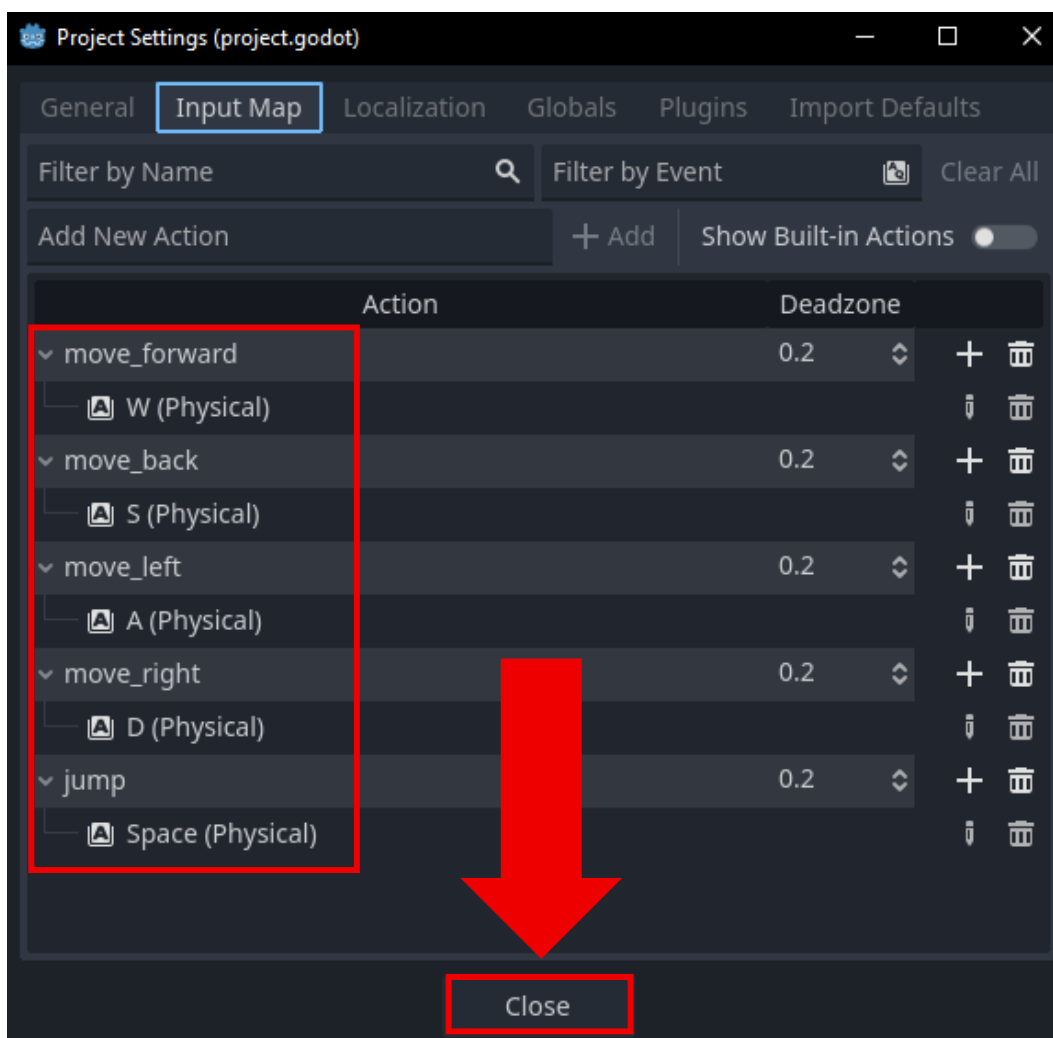 Project Settings (project.godot)
General Input Map Localization Globals Plugins Import Defaults
Filter by Name Filter by Event Clear All
Add New Action + Add Show Built-in Actions
Action Deadzone
move_forward 0.2
W (Physical)
move_back 0.2
S (Physical)
move_left 0.2
A (Physical)
move_right 0.2
D (Physical)
jump 0.2
Space (Physical)
Close